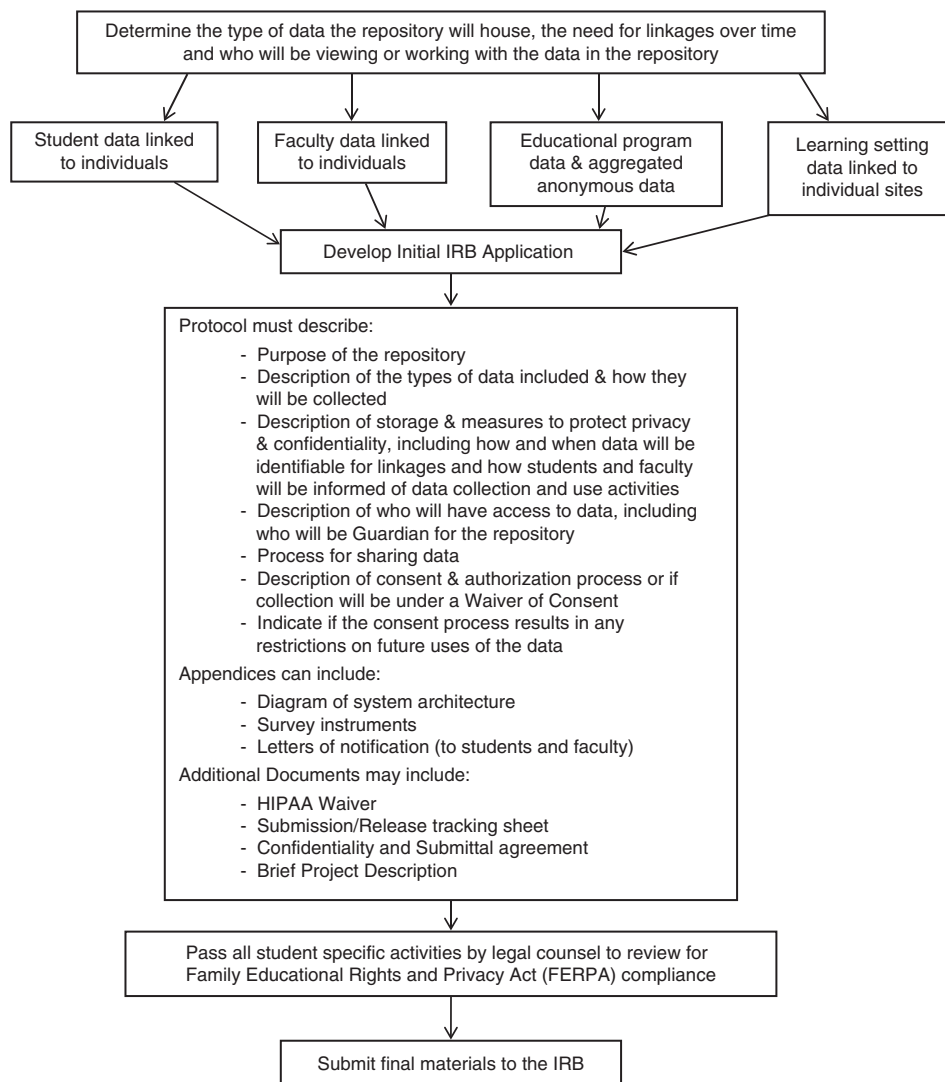 Determine the type of data the repository will house, the need for linkages over time
and who will be viewing or working with the data in the repository
Student data linked
to individuals
Faculty data linked
to individuals
Educational program
data & aggregated
anonymous data
Learning setting
data linked to
individual sites
Develop Initial IRB Application
Protocol must describe:
- Purpose of the repository
- Description of the types of data included & how they
will be collected
- Description of storage & measures to protect privacy
& confidentiality, including how and when data will be
identifiable for linkages and how students and faculty
will be informed of data collection and use activities
- Description of who will have access to data, including
who will be Guardian for the repository
- Process for sharing data
- Description of consent & authorization process or if
collection will be under a Waiver of Consent
- Indicate if the consent process results in any
restrictions on future uses of the data
Appendices can include:
- Diagram of system architecture
- Survey instruments
- Letters of notification (to students and faculty)
Additional Documents may include:
- HIPAA Waiver
- Submission/Release tracking sheet
- Confidentiality and Submittal agreement
- Brief Project Description
Pass all student specific activities by legal counsel to review for
Family Educational Rights and Privacy Act (FERPA) compliance
Submit final materials to the IRB